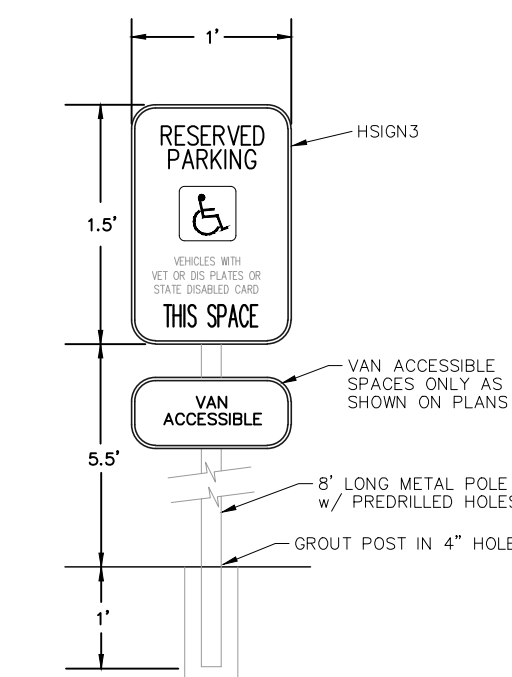 1'
RESERVED
PARKING
HSIGN3
1.5'
VEHICLES WITH
VET OR DIS PLATES OR
STATE DISABLED CARD
THIS SPACE
VAN ACCESSIBLE
SPACES ONLY AS
SHOWN ON PLANS
VAN
ACCESSIBLE
5.5'
8' LONG METAL POLE
w/ PREDRILLED HOLES
GROUT POST IN 4" HOLE
1'